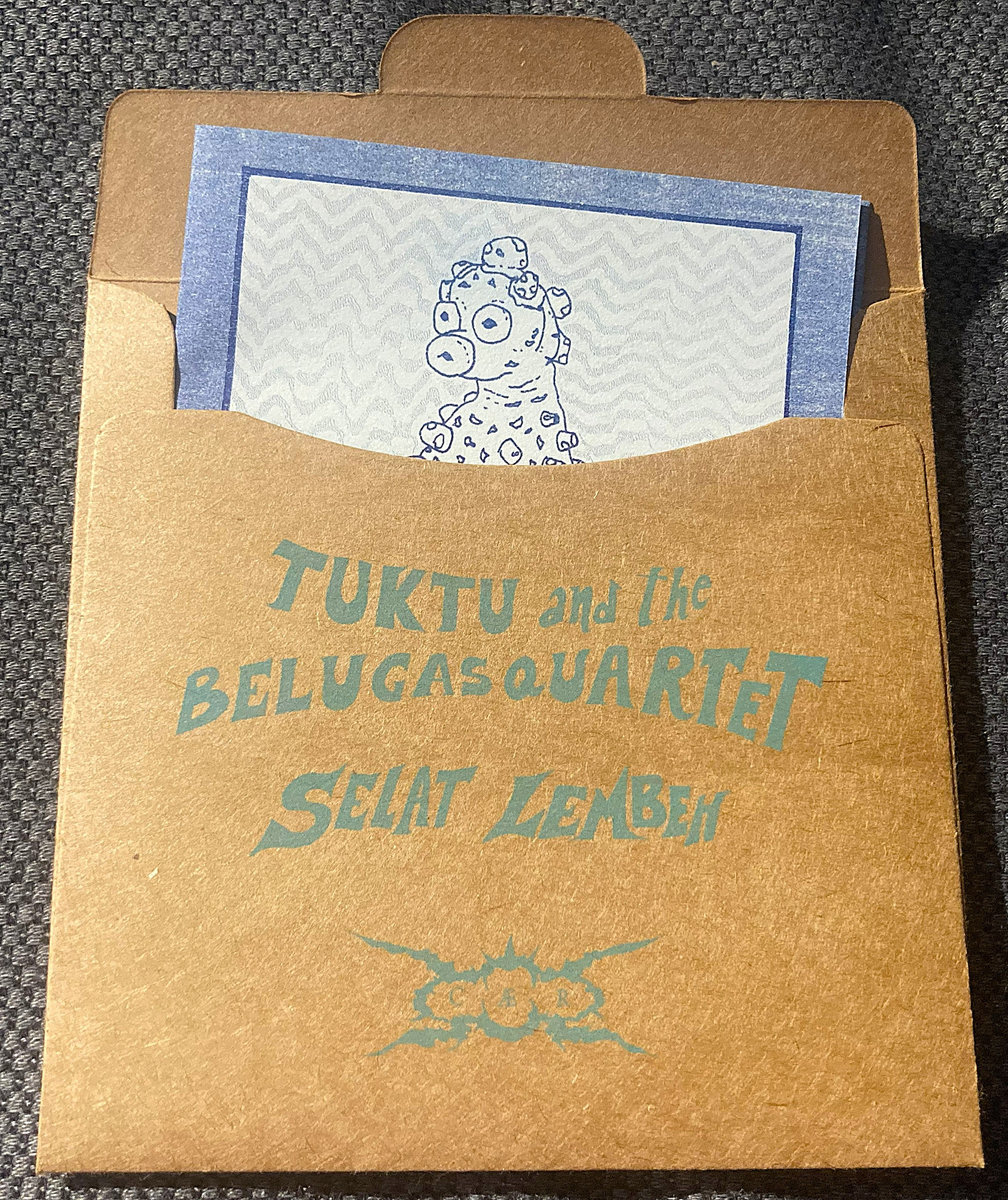 TUKTU and the
BELUGASQUARTET
SELAT LEMBEH
C & R